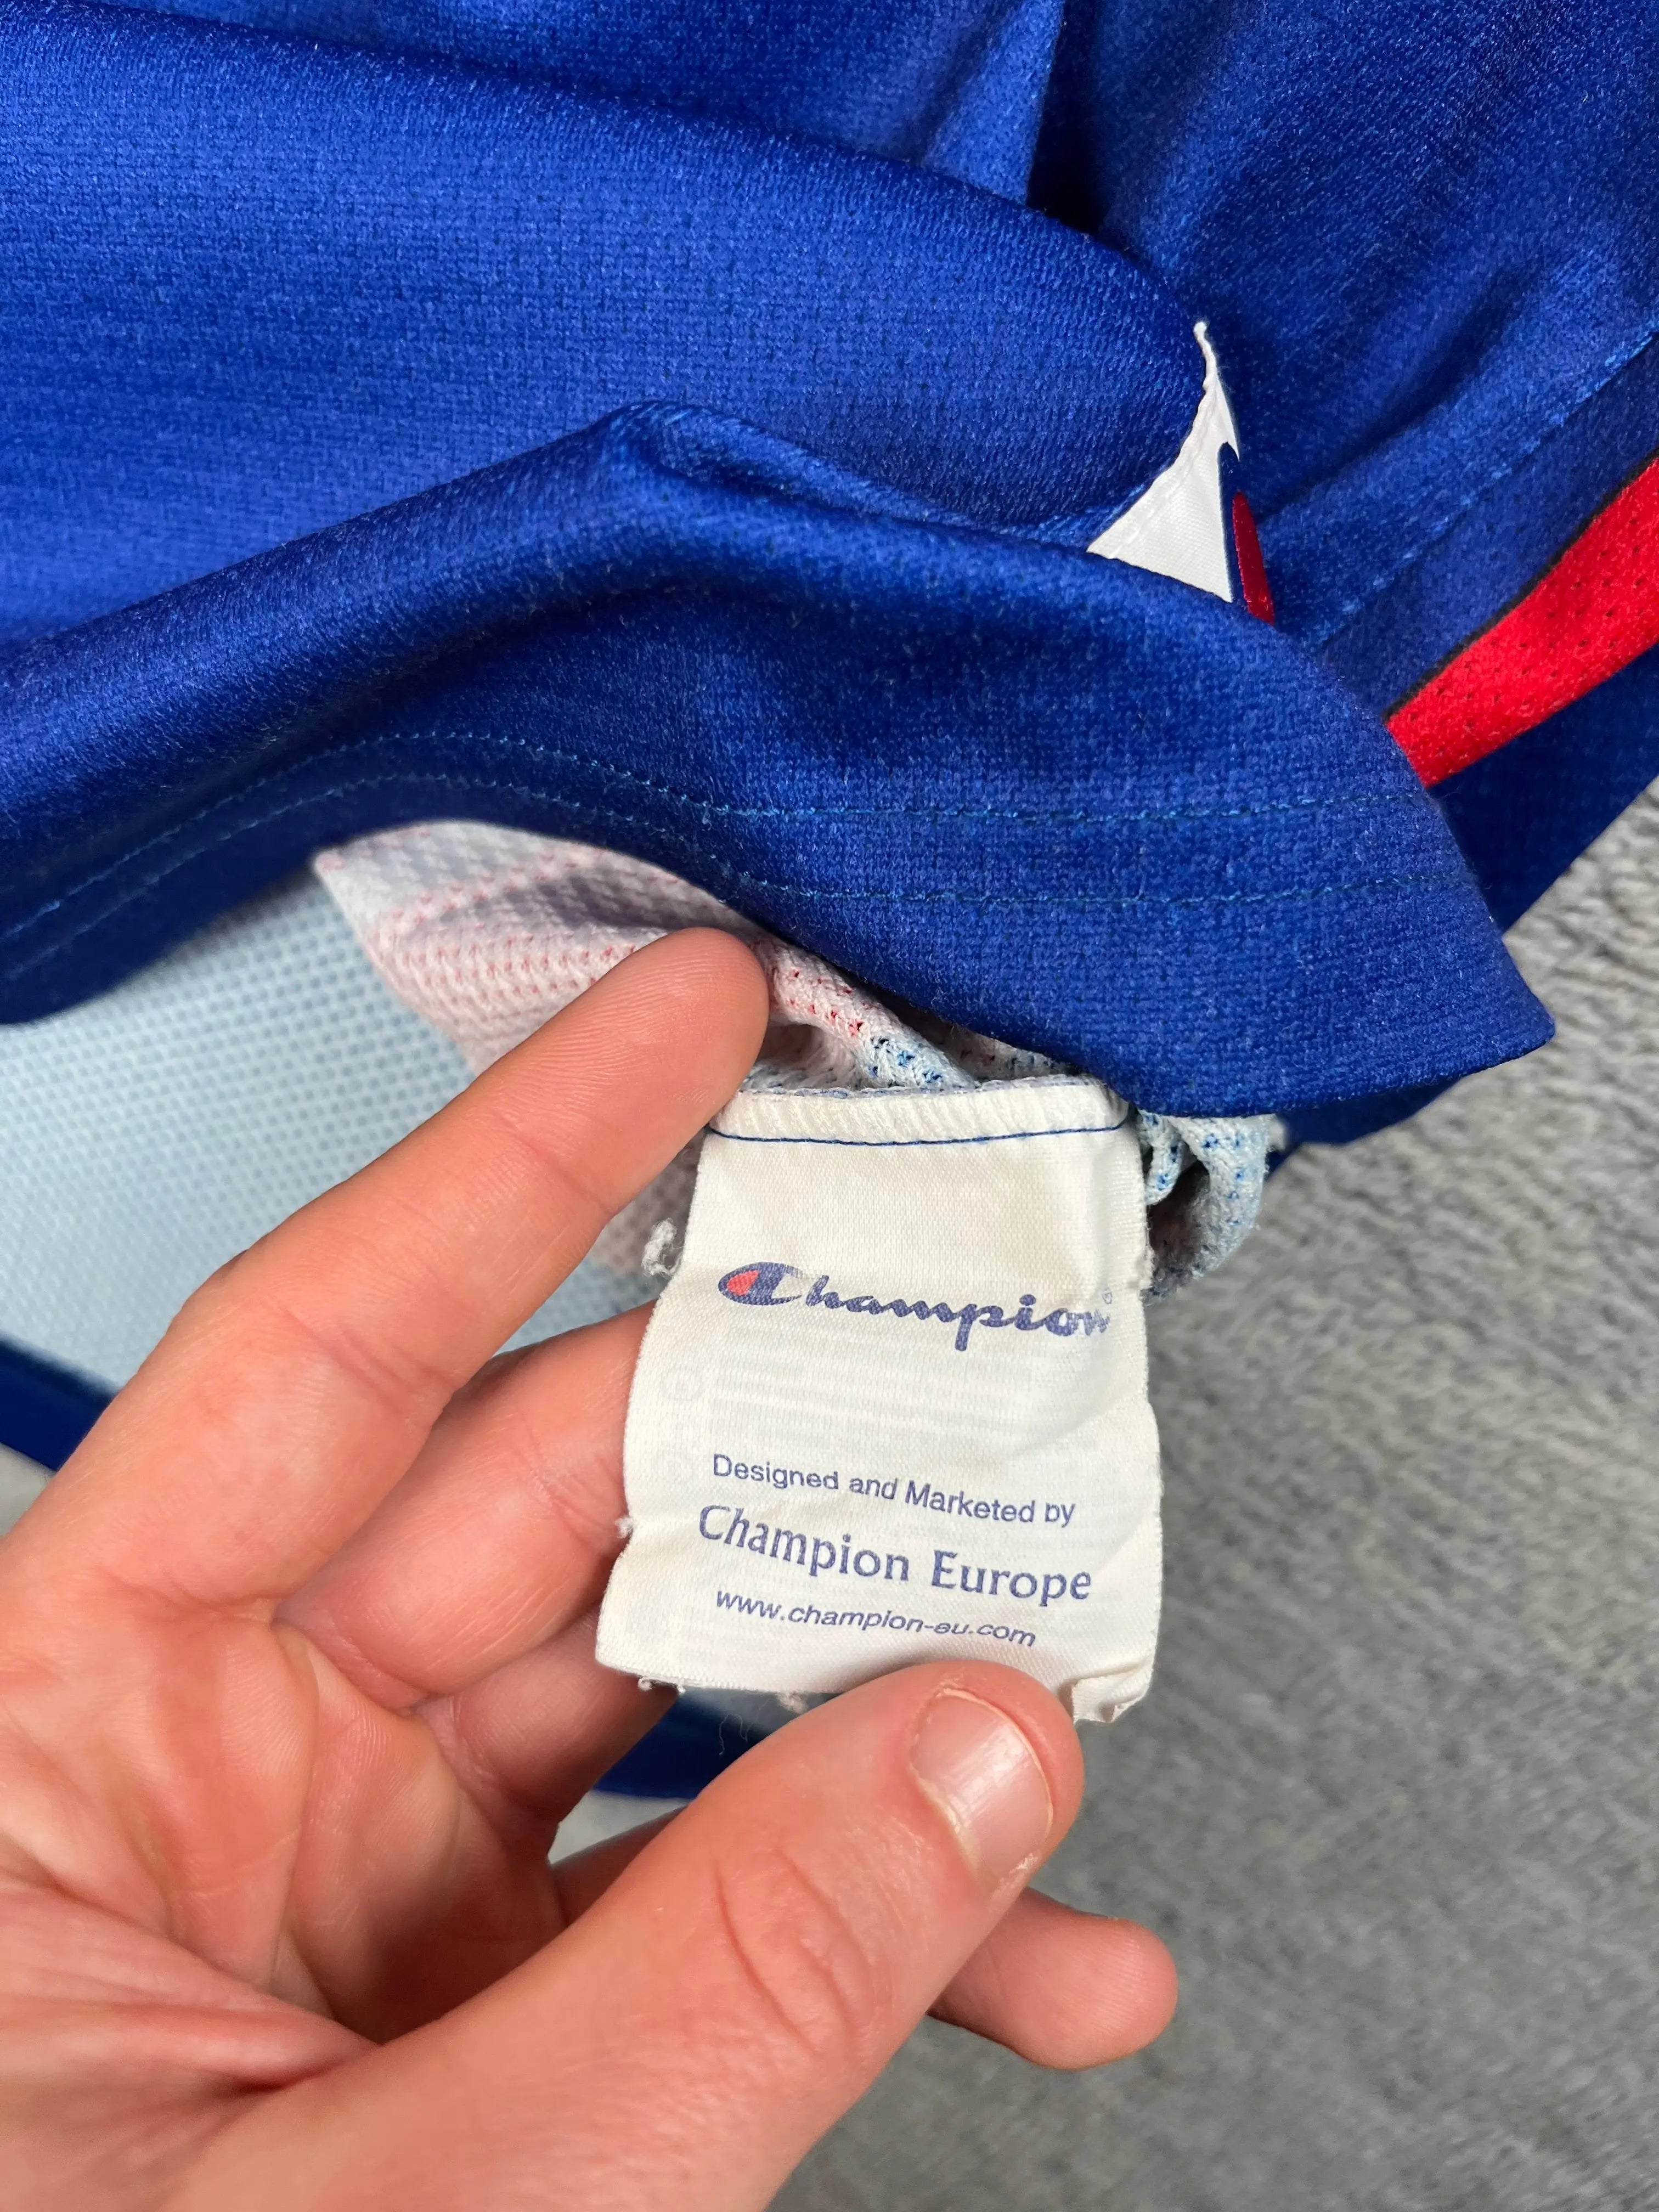 Champion®
Designed and Marketed by
Champion Europe
www.champion-eu.com